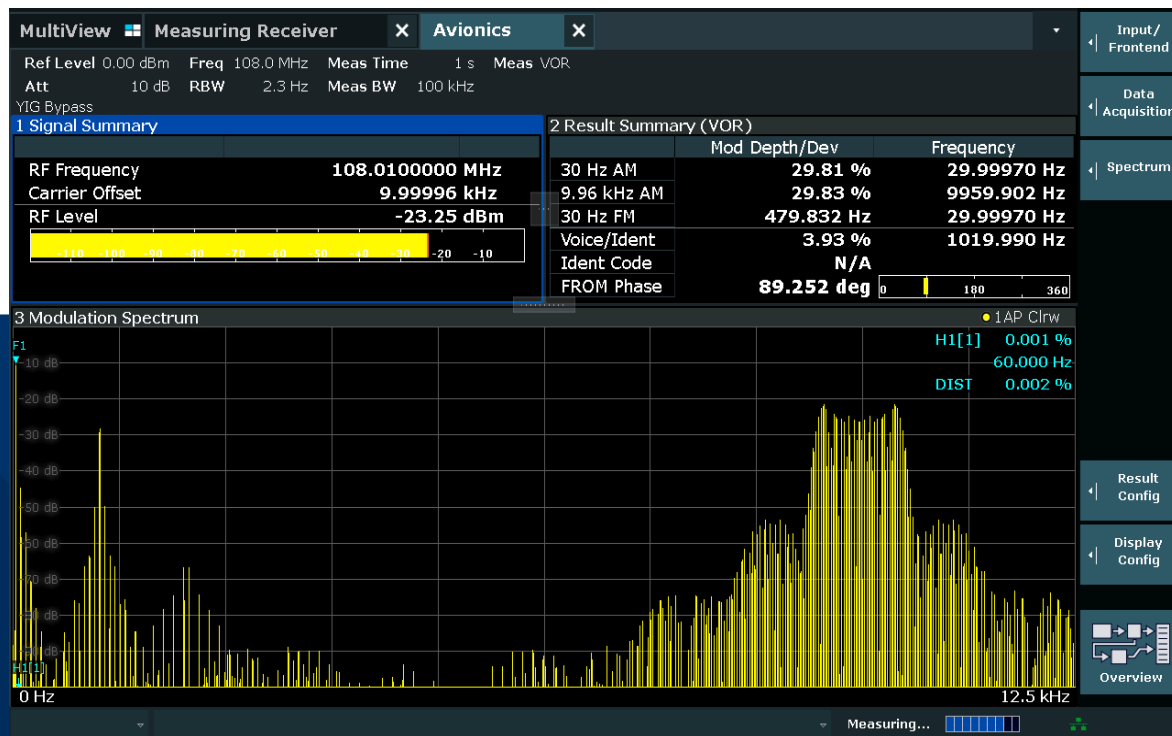 MultiView Measuring Receiver X Avionics X
Ref Level 0.00 dBm Freq 108.0 MHz Meas Time 1 s Meas VOR
Att 10 dB RBW 2.3 Hz Meas BW 100 kHz
YIG Bypass
1 Signal Summary
RF Frequency 108.0100000 MHz
Carrier Offset 9.99996 kHz
RF Level -23.25 dBm
-110 -100 -90 -80 -70 -60 -50 -40 -30 -20 -10
2 Result Summary (VOR)
Mod Depth/Dev Frequency
30 Hz AM 29.81 % 29.99970 Hz
9.96 kHz AM 29.83 % 9959.902 Hz
30 Hz FM 479.832 Hz 29.99970 Hz
Voice/Ident 3.93 % 1019.990 Hz
Ident Code N/A
FROM Phase 89.252 deg 0 180 360
3 Modulation Spectrum 1AP Clrw
F1
H1[1] 0.001 %
60.000 Hz
DIST 0.002 %
-10 dB
-20 dB
-30 dB
-40 dB
-50 dB
-60 dB
-70 dB
-80 dB
-90 dB
H1[1]
0 Hz 12.5 kHz
Measuring...
Input/
Frontend
Data
Acquisition
Spectrum
Result
Config
Display
Config
Overview